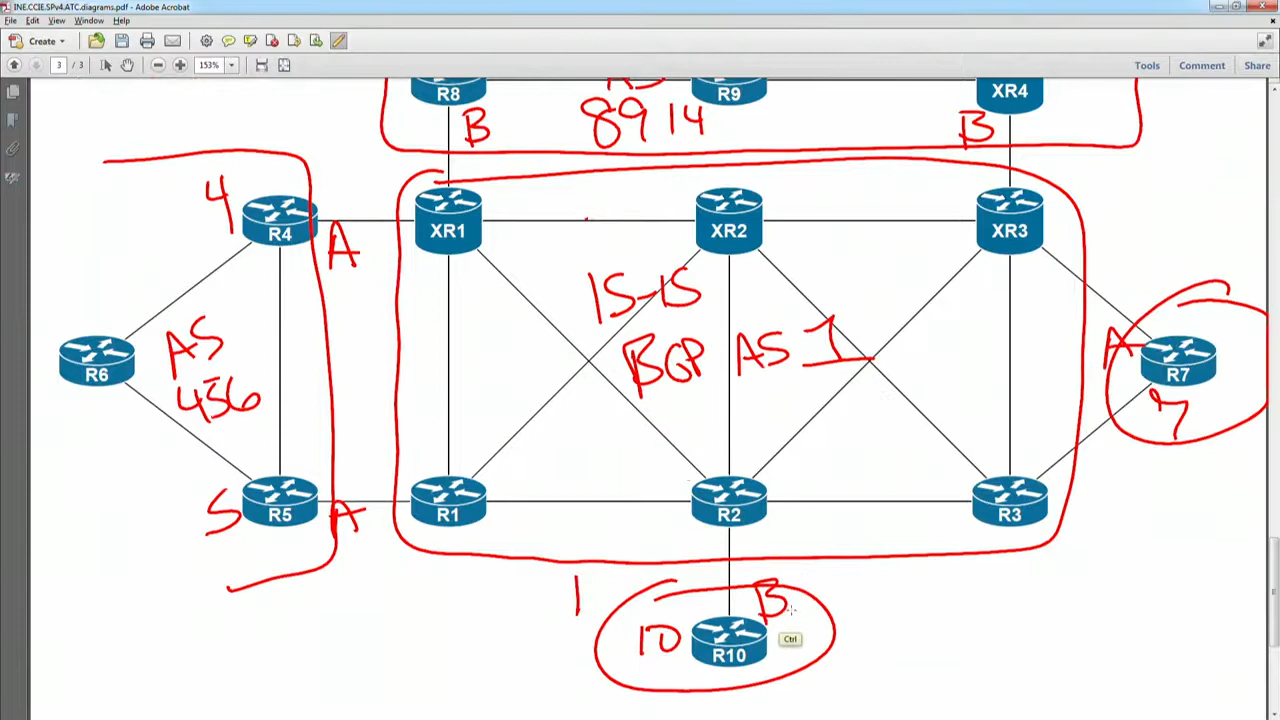 INE.CCIE.SPv4.ATC.diagrams.pdf - Adobe Acrobat
File Edit View Window Help
Create
3 / 3 153% Tools Comment Share
R8 R9 XR4
B 89 14 B
4 R4 A XR1 XR2 XR3
IS-IS
AS
456
BGP AS 1
R6 A R7
7
5 R5 A R1 R2 R3
1 B
10 R10 Ctrl